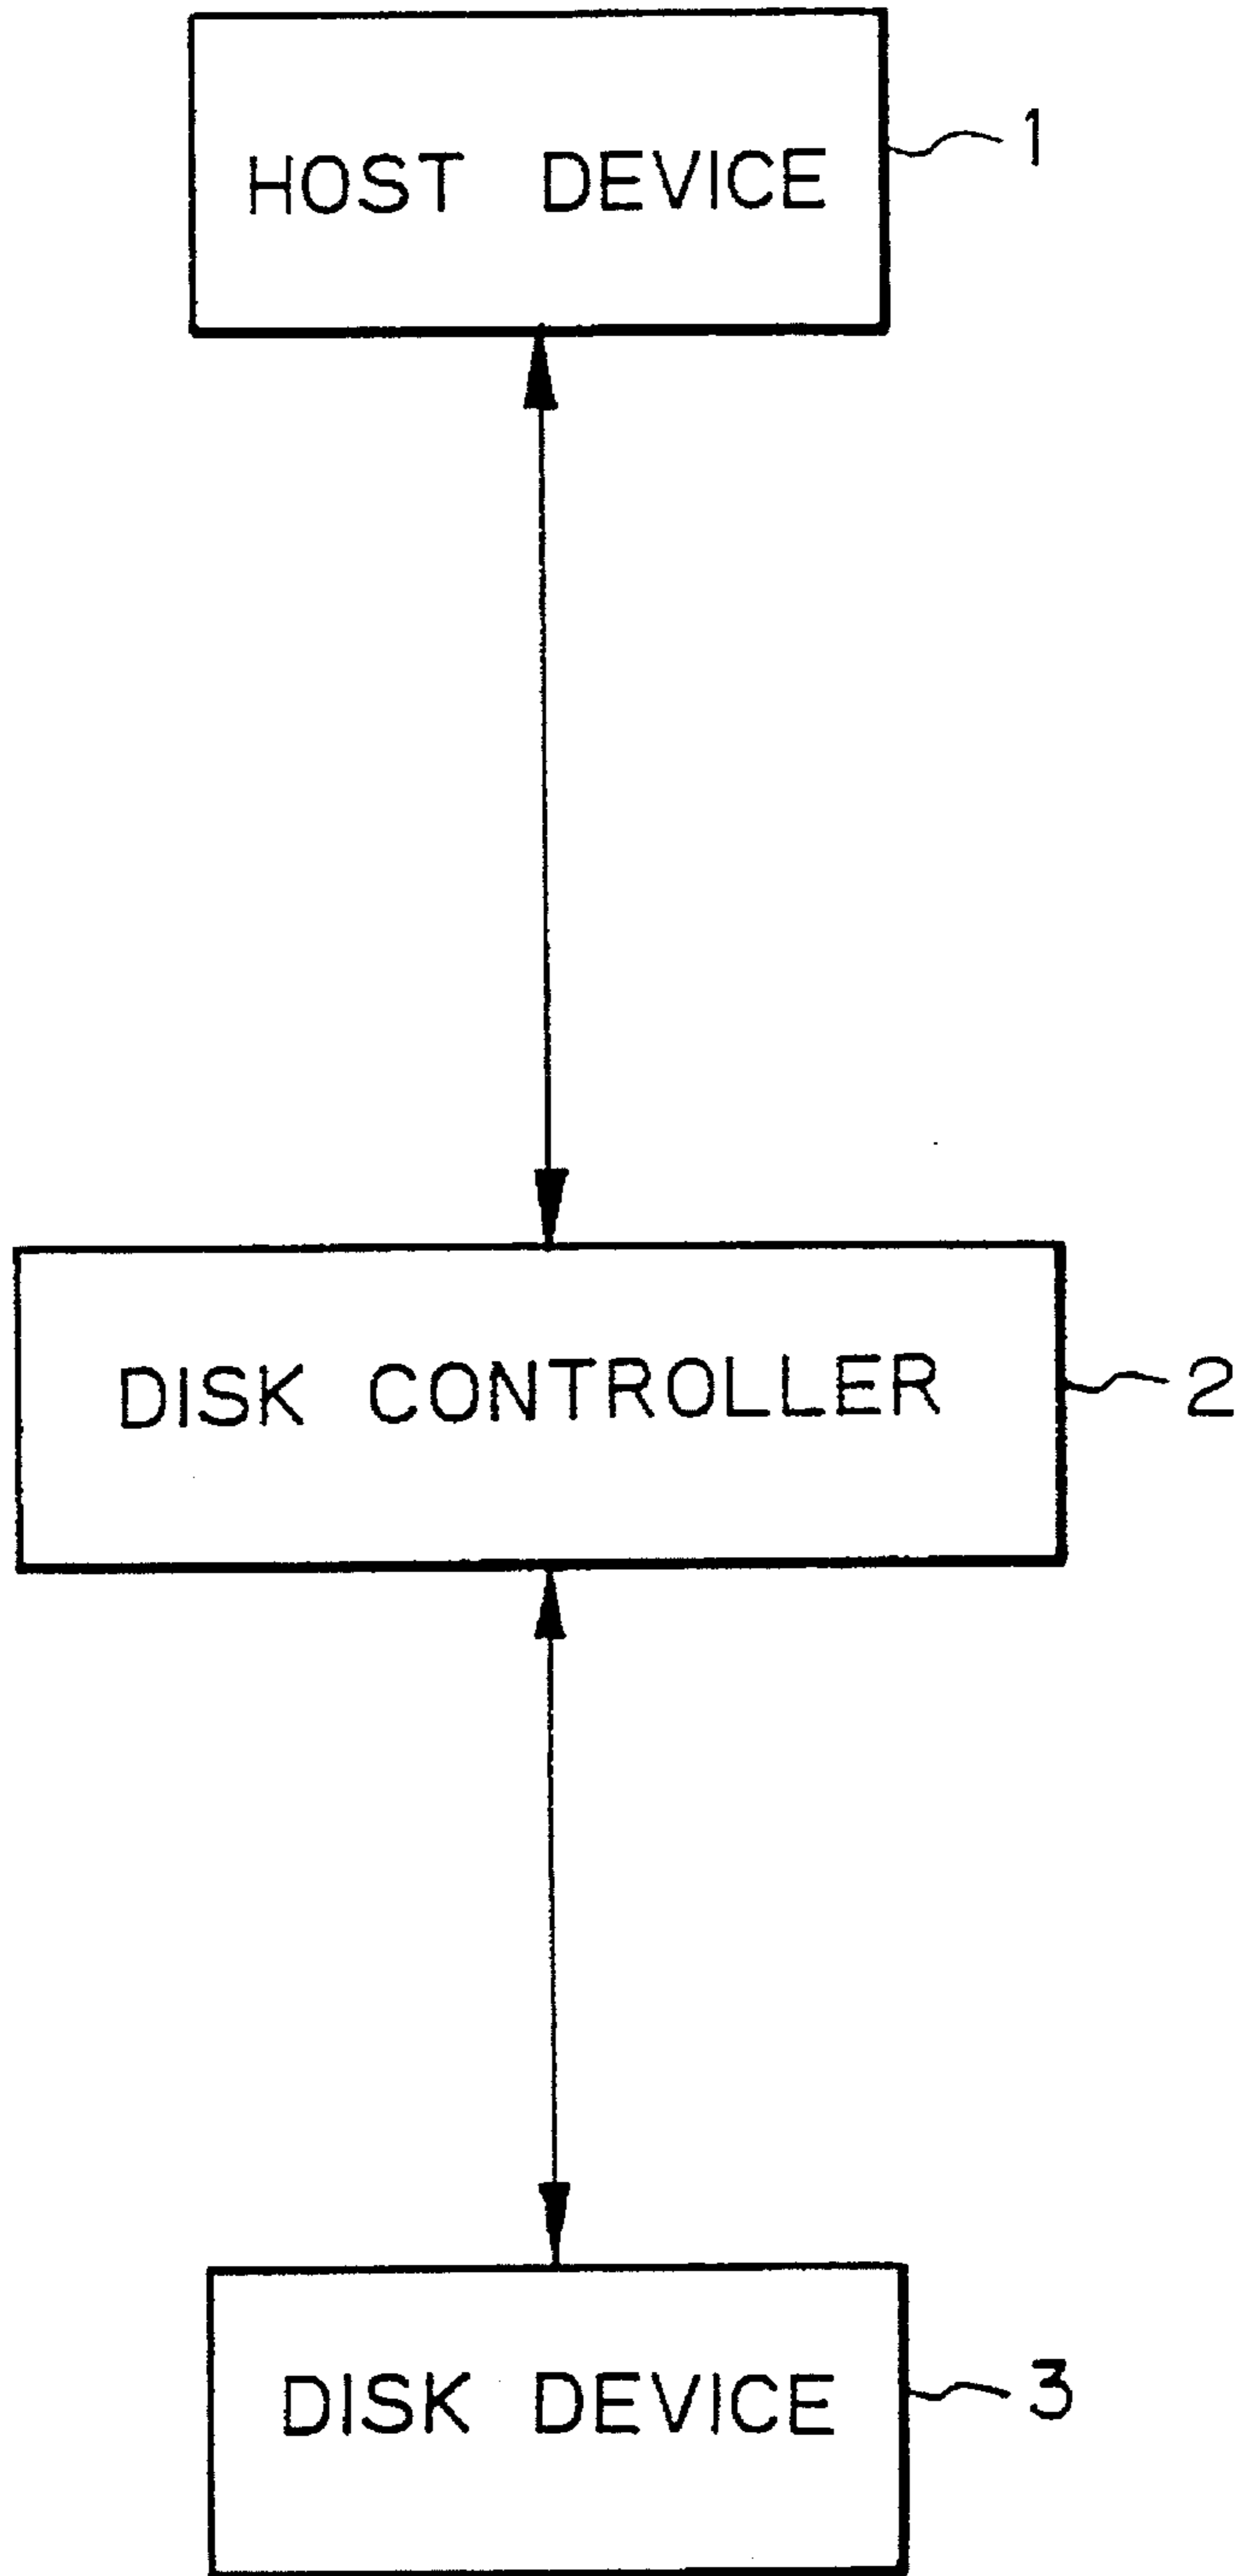 HOST DEVICE
1
DISK CONTROLLER
2
DISK DEVICE
3